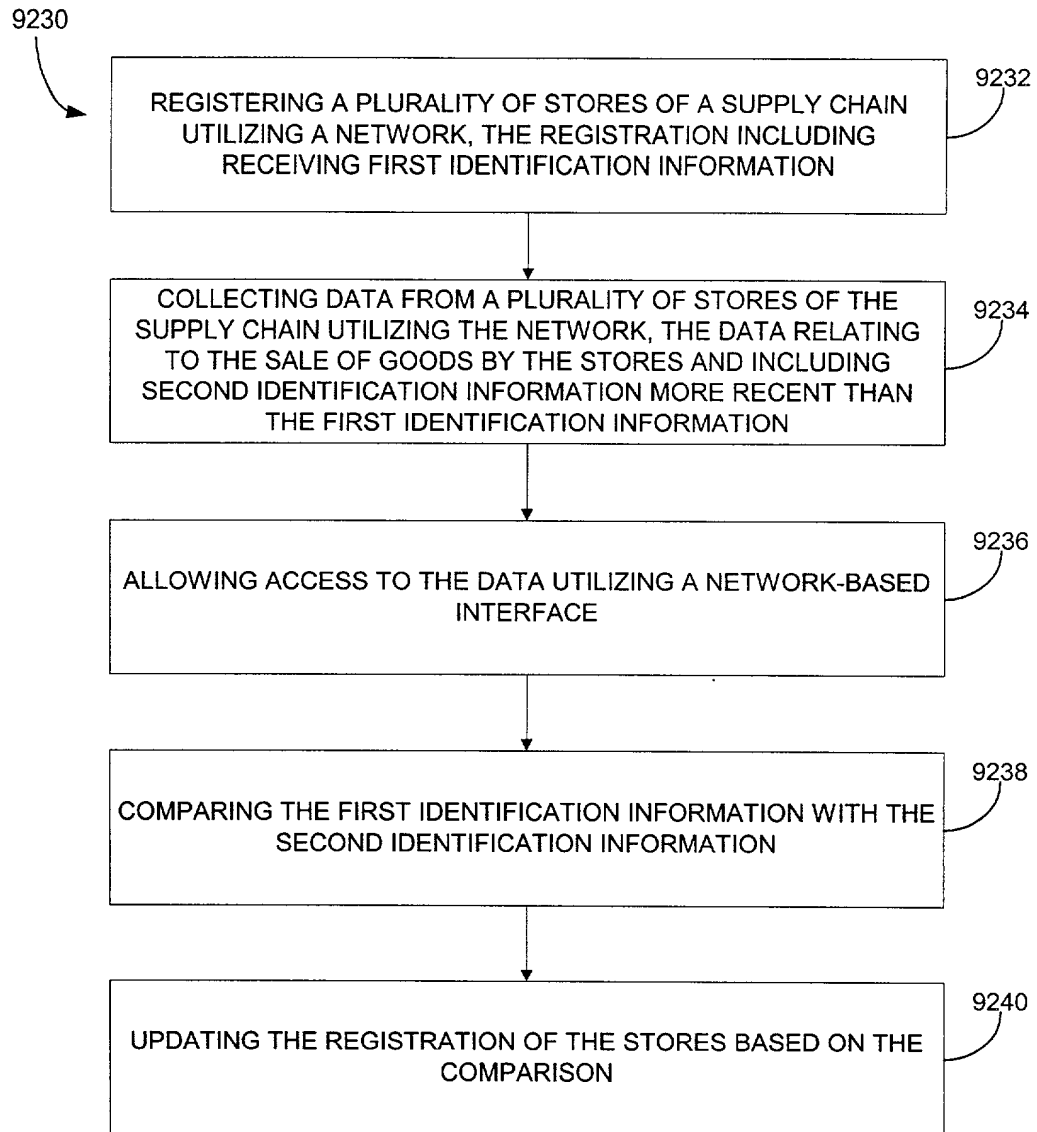 9230
9232
REGISTERING A PLURALITY OF STORES OF A SUPPLY CHAIN
UTILIZING A NETWORK, THE REGISTRATION INCLUDING
RECEIVING FIRST IDENTIFICATION INFORMATION
9234
COLLECTING DATA FROM A PLURALITY OF STORES OF THE
SUPPLY CHAIN UTILIZING THE NETWORK, THE DATA RELATING
TO THE SALE OF GOODS BY THE STORES AND INCLUDING
SECOND IDENTIFICATION INFORMATION MORE RECENT THAN
THE FIRST IDENTIFICATION INFORMATION
9236
ALLOWING ACCESS TO THE DATA UTILIZING A NETWORK-BASED
INTERFACE
9238
COMPARING THE FIRST IDENTIFICATION INFORMATION WITH THE
SECOND IDENTIFICATION INFORMATION
9240
UPDATING THE REGISTRATION OF THE STORES BASED ON THE
COMPARISON